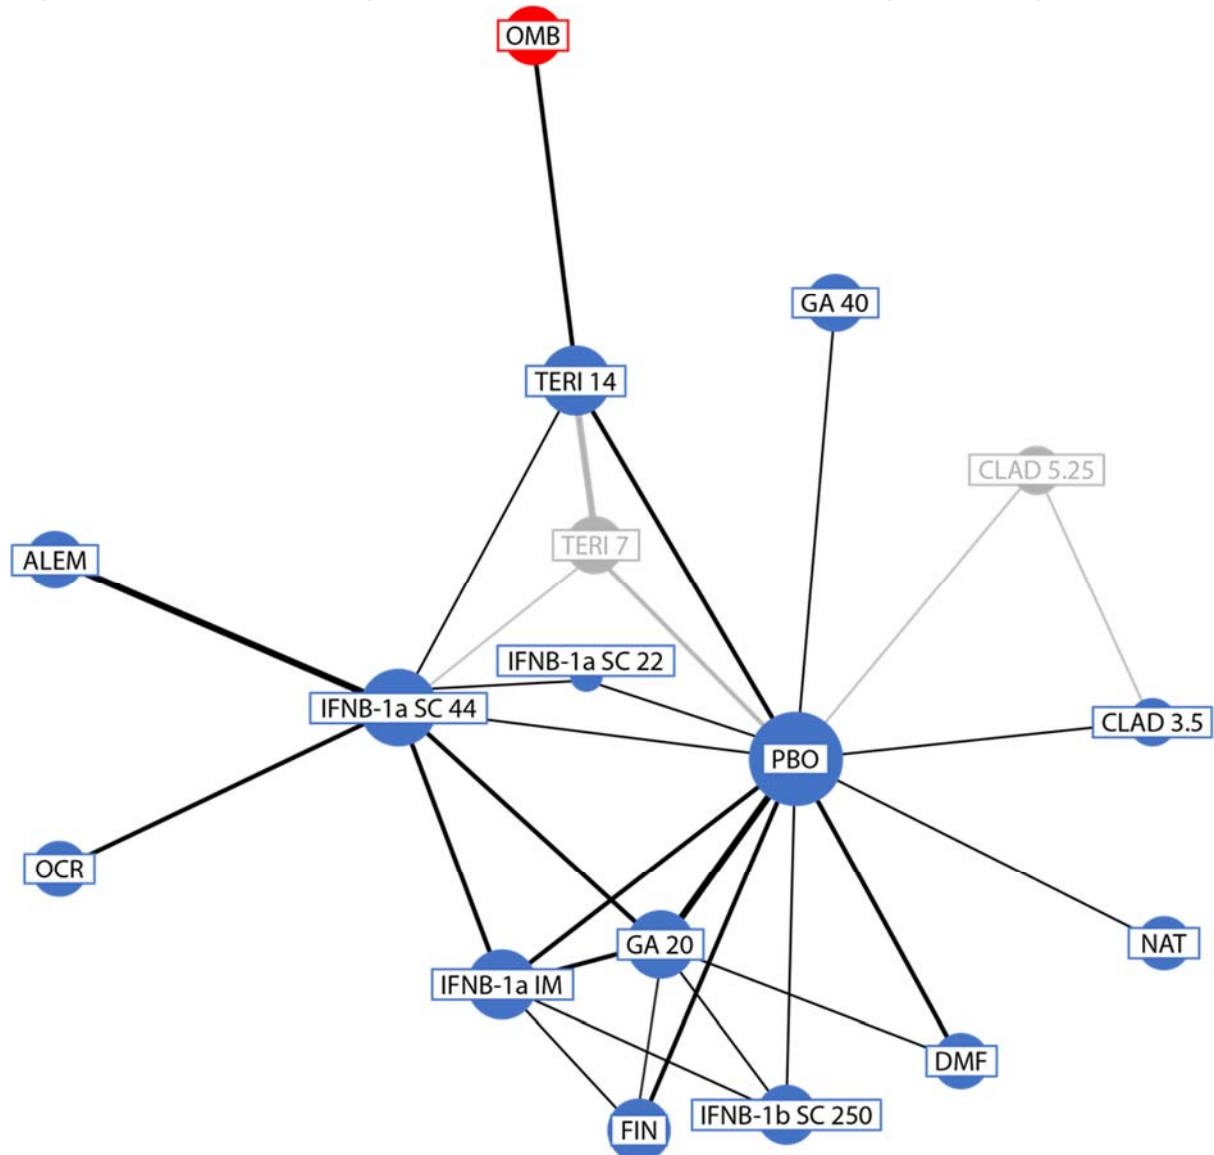 OMB
GA 40
TERI 14
CLAD 5.25
TERI 7
ALEM
IFNB-1a SC 22
IFNB-1a SC 44
CLAD 3.5
PBO
OCR
GA 20
NAT
IFNB-1a IM
DMF
IFNB-1b SC 250
FIN